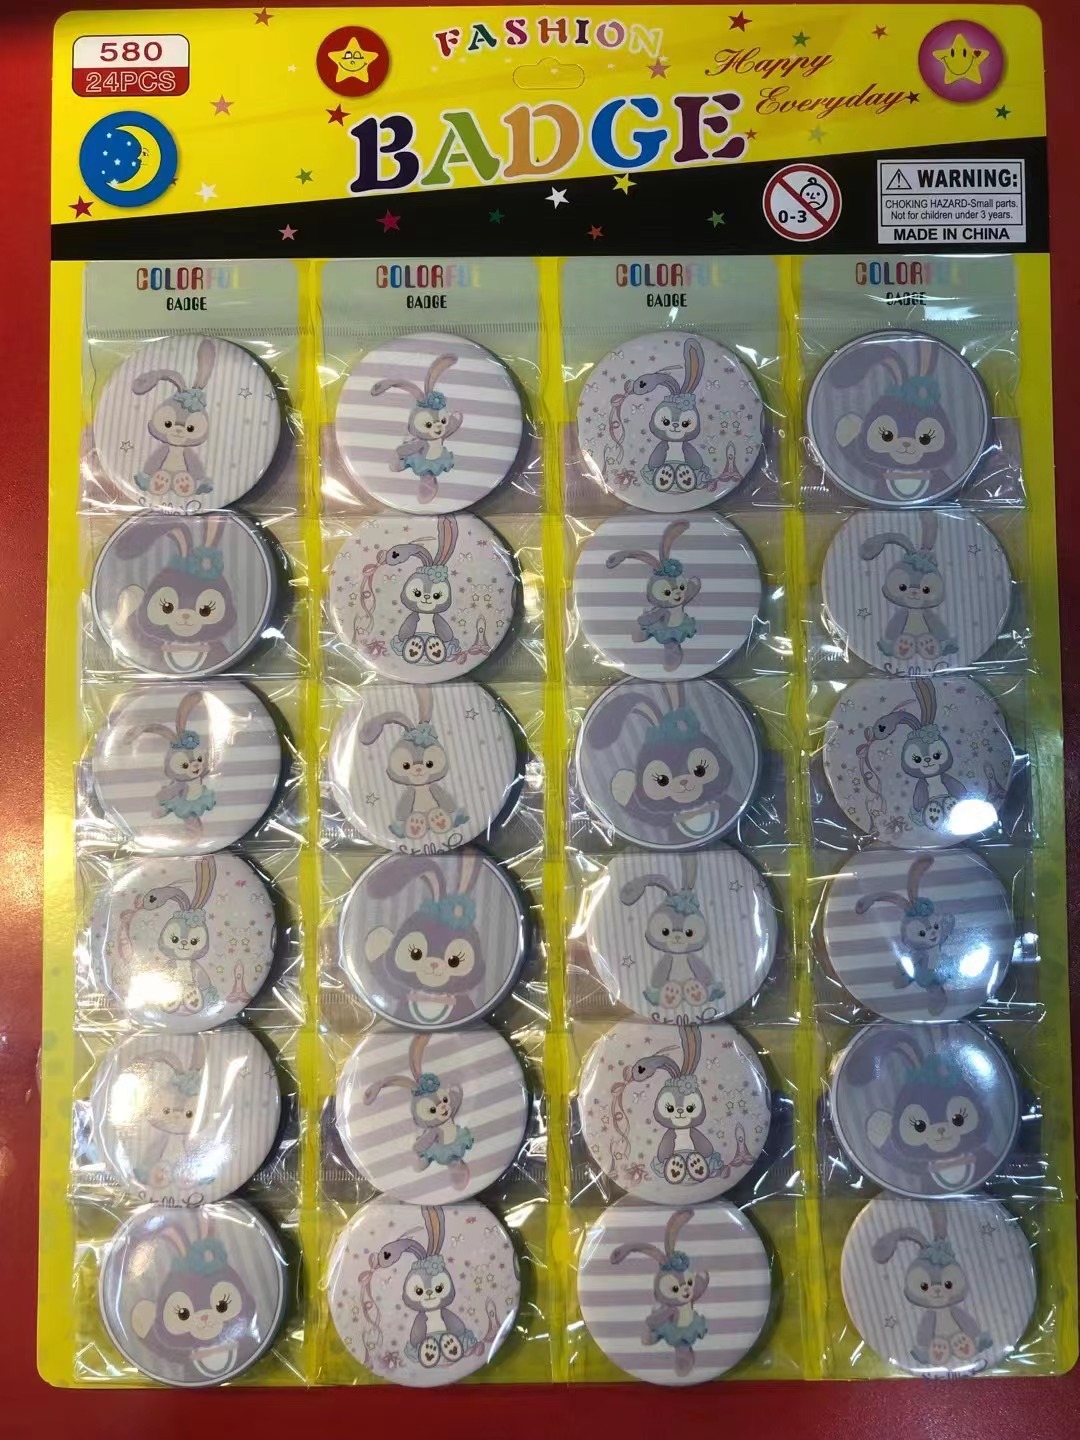 580
24PCS
FASHION
BADGE
Happy
Everyday
0-3
WARNING:
CHOKING HAZARD-Small parts.
Not for children under 3 years.
MADE IN CHINA
COLORFUL
BADGE
COLORFUL
BADGE
COLORFUL
BADGE
COLORFUL
BADGE